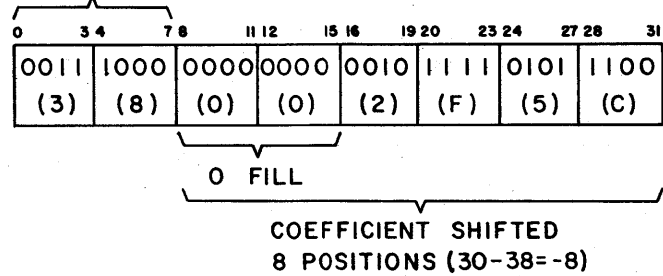 0 3 4 7 8 11 12 15 16 19 20 23 24 27 28 31
0011 1000 0000 0000 0010 1111 0101 1100
(3) (8) (0) (0) (2) (F) (5) (C)
0 FILL
COEFFICIENT SHIFTED
8 POSITIONS (30-38=-8)